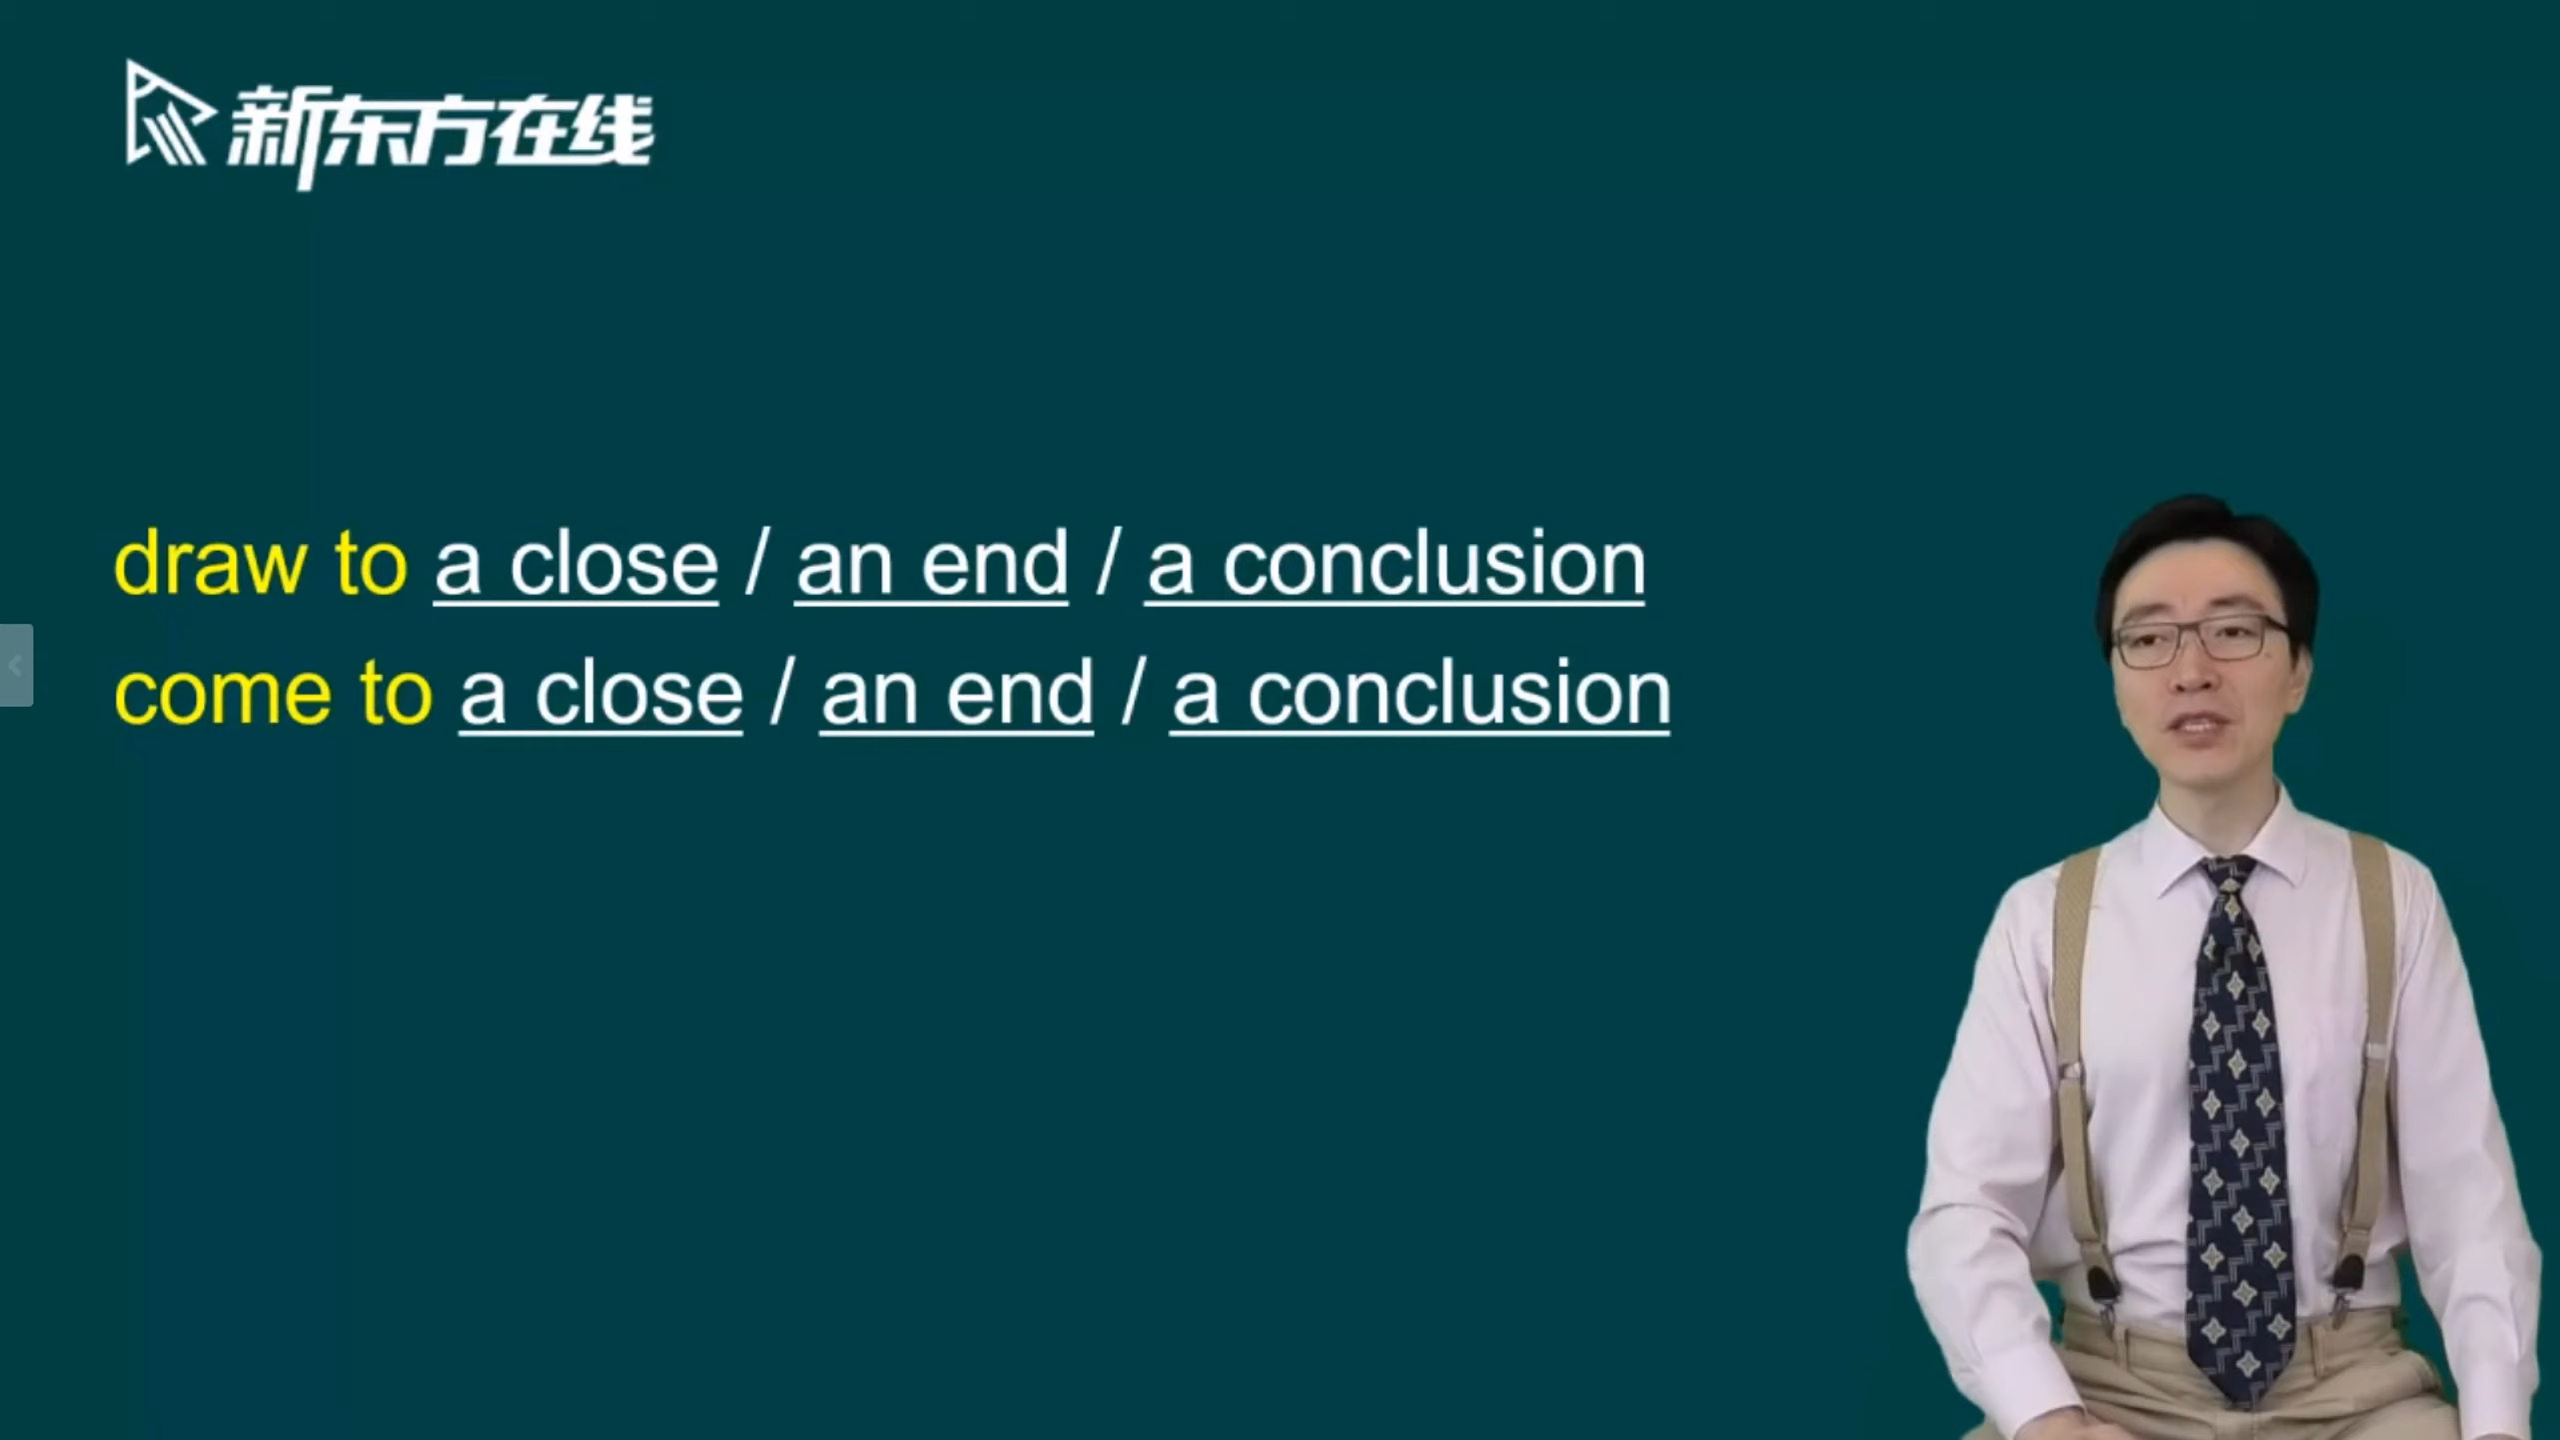 新东方在线
draw to a close / an end / a conclusion
come to a close / an end / a conclusion